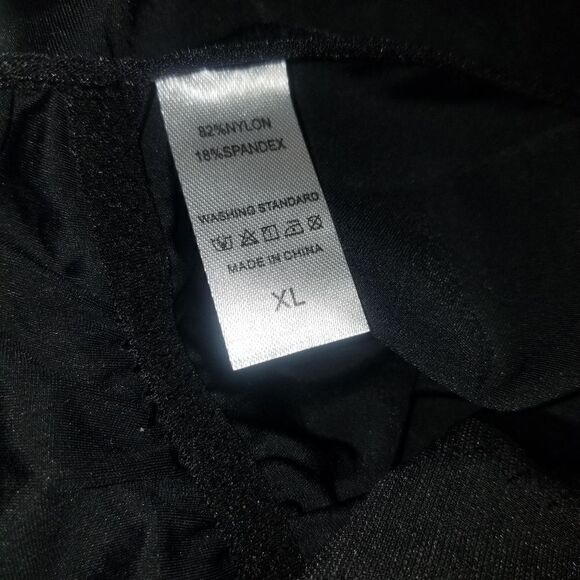 82%NYLON
18%SPANDEX
WASHING STANDARD
MADE IN CHINA
XL